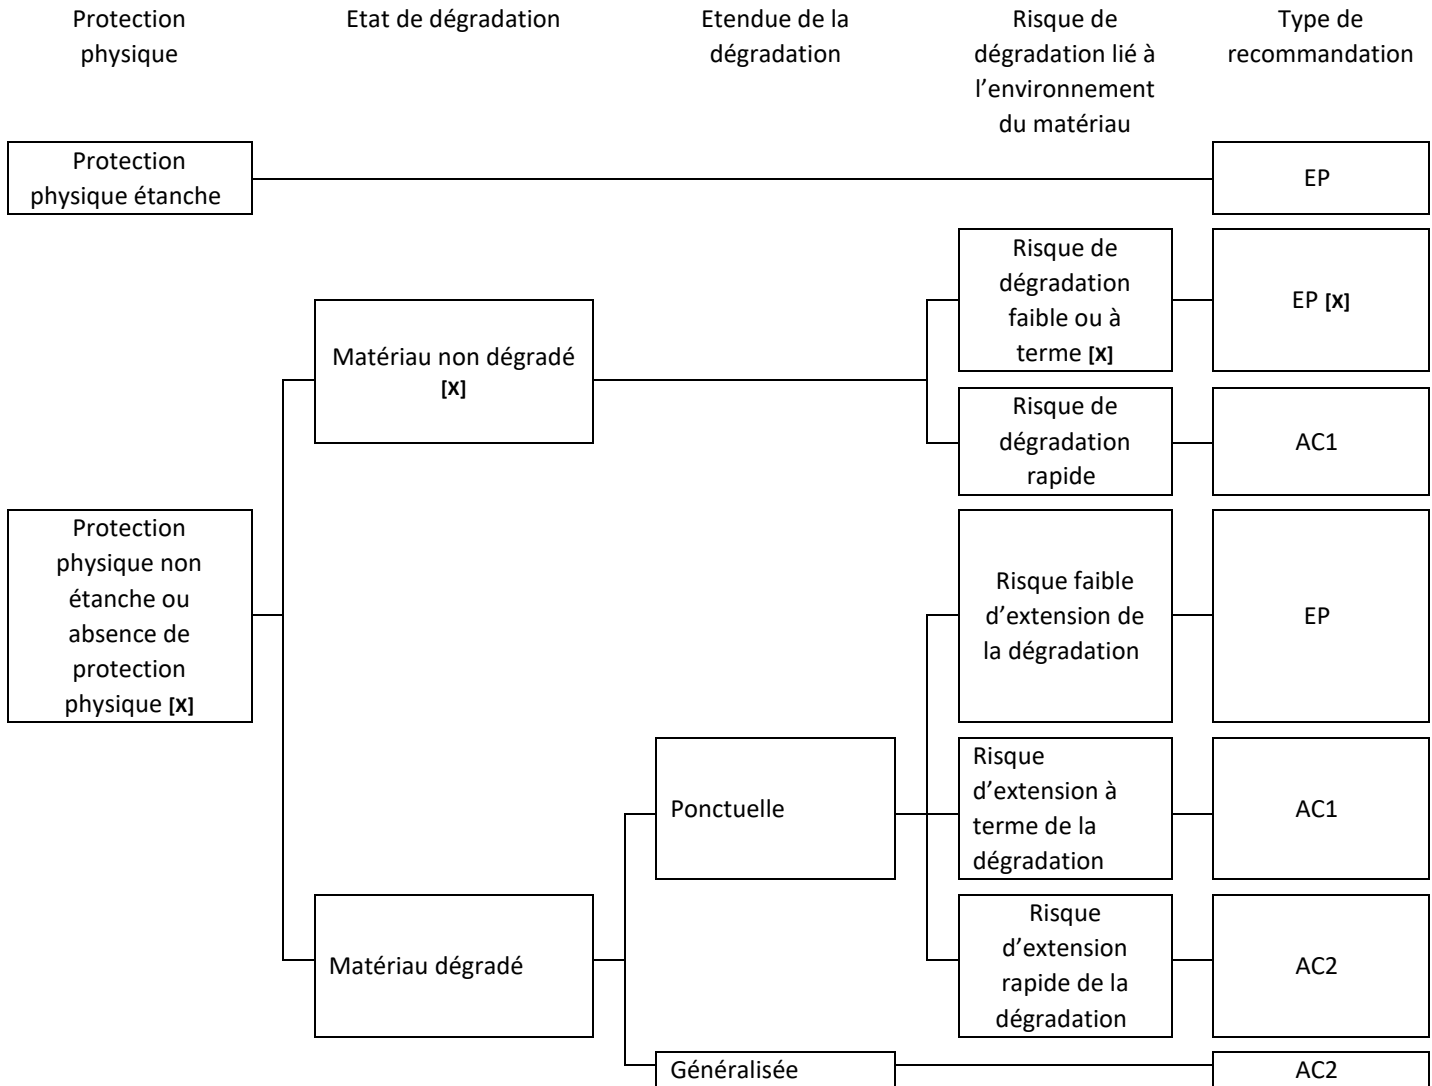 Protection
physique
Etat de dégradation
Etendue de la
dégradation
Risque de
dégradation lié à
l’environnement
du matériau
Type de
recommandation
Protection
physique étanche
EP
Risque de
dégradation
faible ou à
terme [X]
EP [X]
Matériau non dégradé
[X]
Risque de
dégradation
rapide
AC1
Protection
physique non
étanche ou
absence de
protection
physique [X]
Risque faible
d’extension de
la dégradation
EP
Ponctuelle
Risque
d’extension à
terme de la
dégradation
AC1
Matériau dégradé
Risque
d’extension
rapide de la
dégradation
AC2
Généralisée
AC2